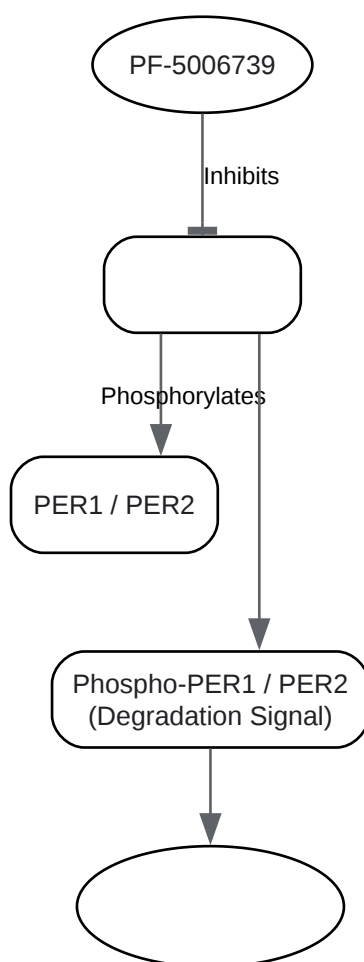 PF-5006739
Inhibits
Phosphorylates
PER1 / PER2
Phospho-PER1 / PER2
(Degradation Signal)